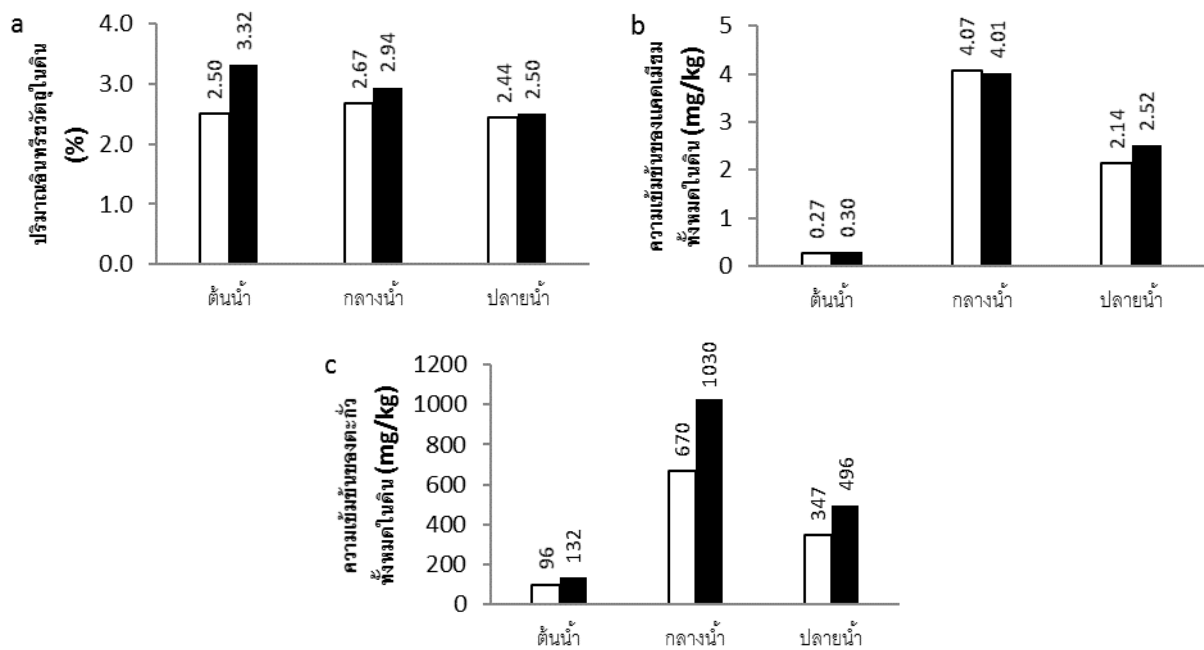 a
ปริมาณอินทรียวัตถุในดิน
(%)
4.0
3.0
2.0
1.0
0.0
2.50
3.32
2.67
2.94
2.44
2.50
ต้นน้ำ
กลางน้ำ
ปลายน้ำ
b
ความเข้มข้นของแคดเมียม
ทั้งหมดในดิน (mg/kg)
5
4
3
2
1
0
0.27
0.30
4.07
4.01
2.14
2.52
ต้นน้ำ
กลางน้ำ
ปลายน้ำ
c
ความเข้มข้นของตะกั่ว
ทั้งหมดในดิน (mg/kg)
1200
1000
800
600
400
200
0
96
132
670
1030
347
496
ต้นน้ำ
กลางน้ำ
ปลายน้ำ